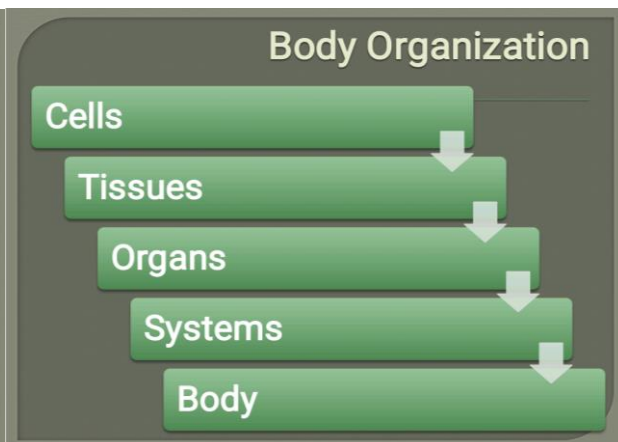 Body Organization
Cells
Tissues
Organs
Systems
Body